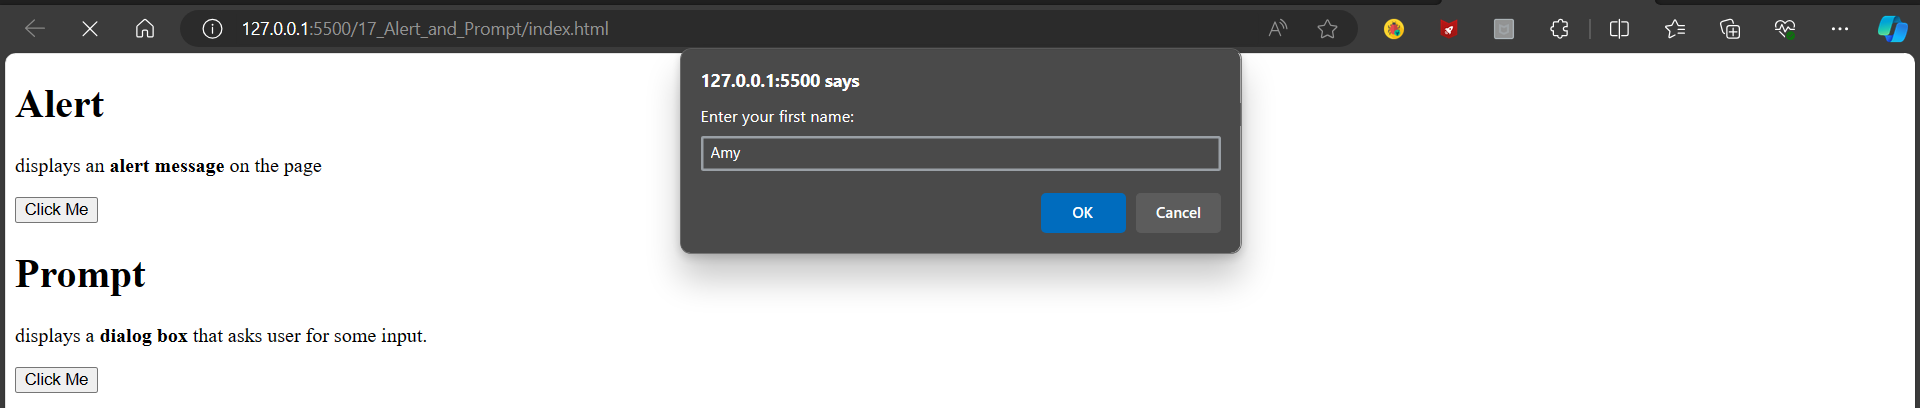 127.0.0.1:5500/17_Alert_and_Prompt/index.html
127.0.0.1:5500 says
Enter your first name:
Amy
OK Cancel
Alert
displays an alert message on the page
Click Me
Prompt
displays a dialog box that asks user for some input.
Click Me